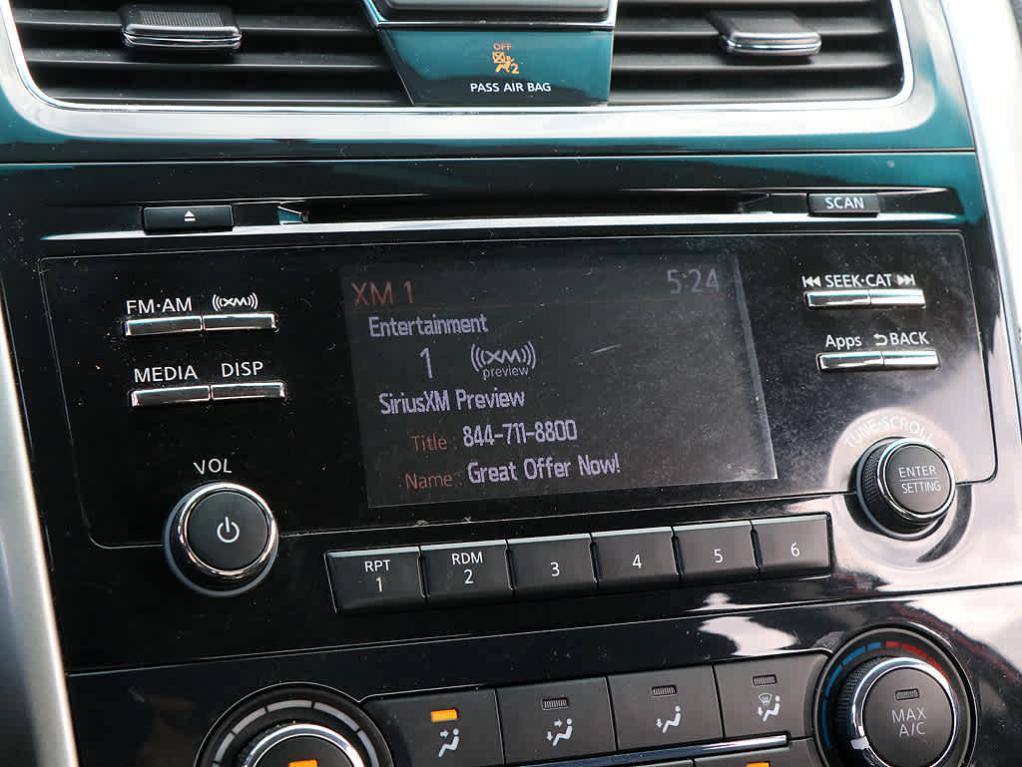 OFF
2
PASS AIR BAG
SCAN
FM·AM ((XM))
MEDIA DISP
VOL
XM 1 5:24
Entertainment
1 ((XM)) preview
SiriusXM Preview
Title : 844-711-8800
Name : Great Offer Now!
SEEK·CAT
Apps BACK
TUNE·SCROLL
ENTER
SETTING
RPT 1
RDM 2
3
4
5
6
MAX
A/C